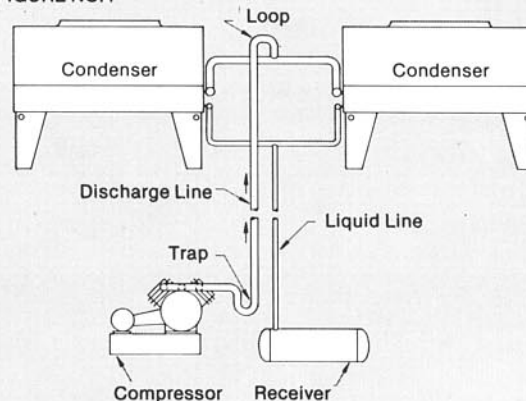 Loop
Condenser
Condenser
Discharge Line
Liquid Line
Trap
Compressor
Receiver